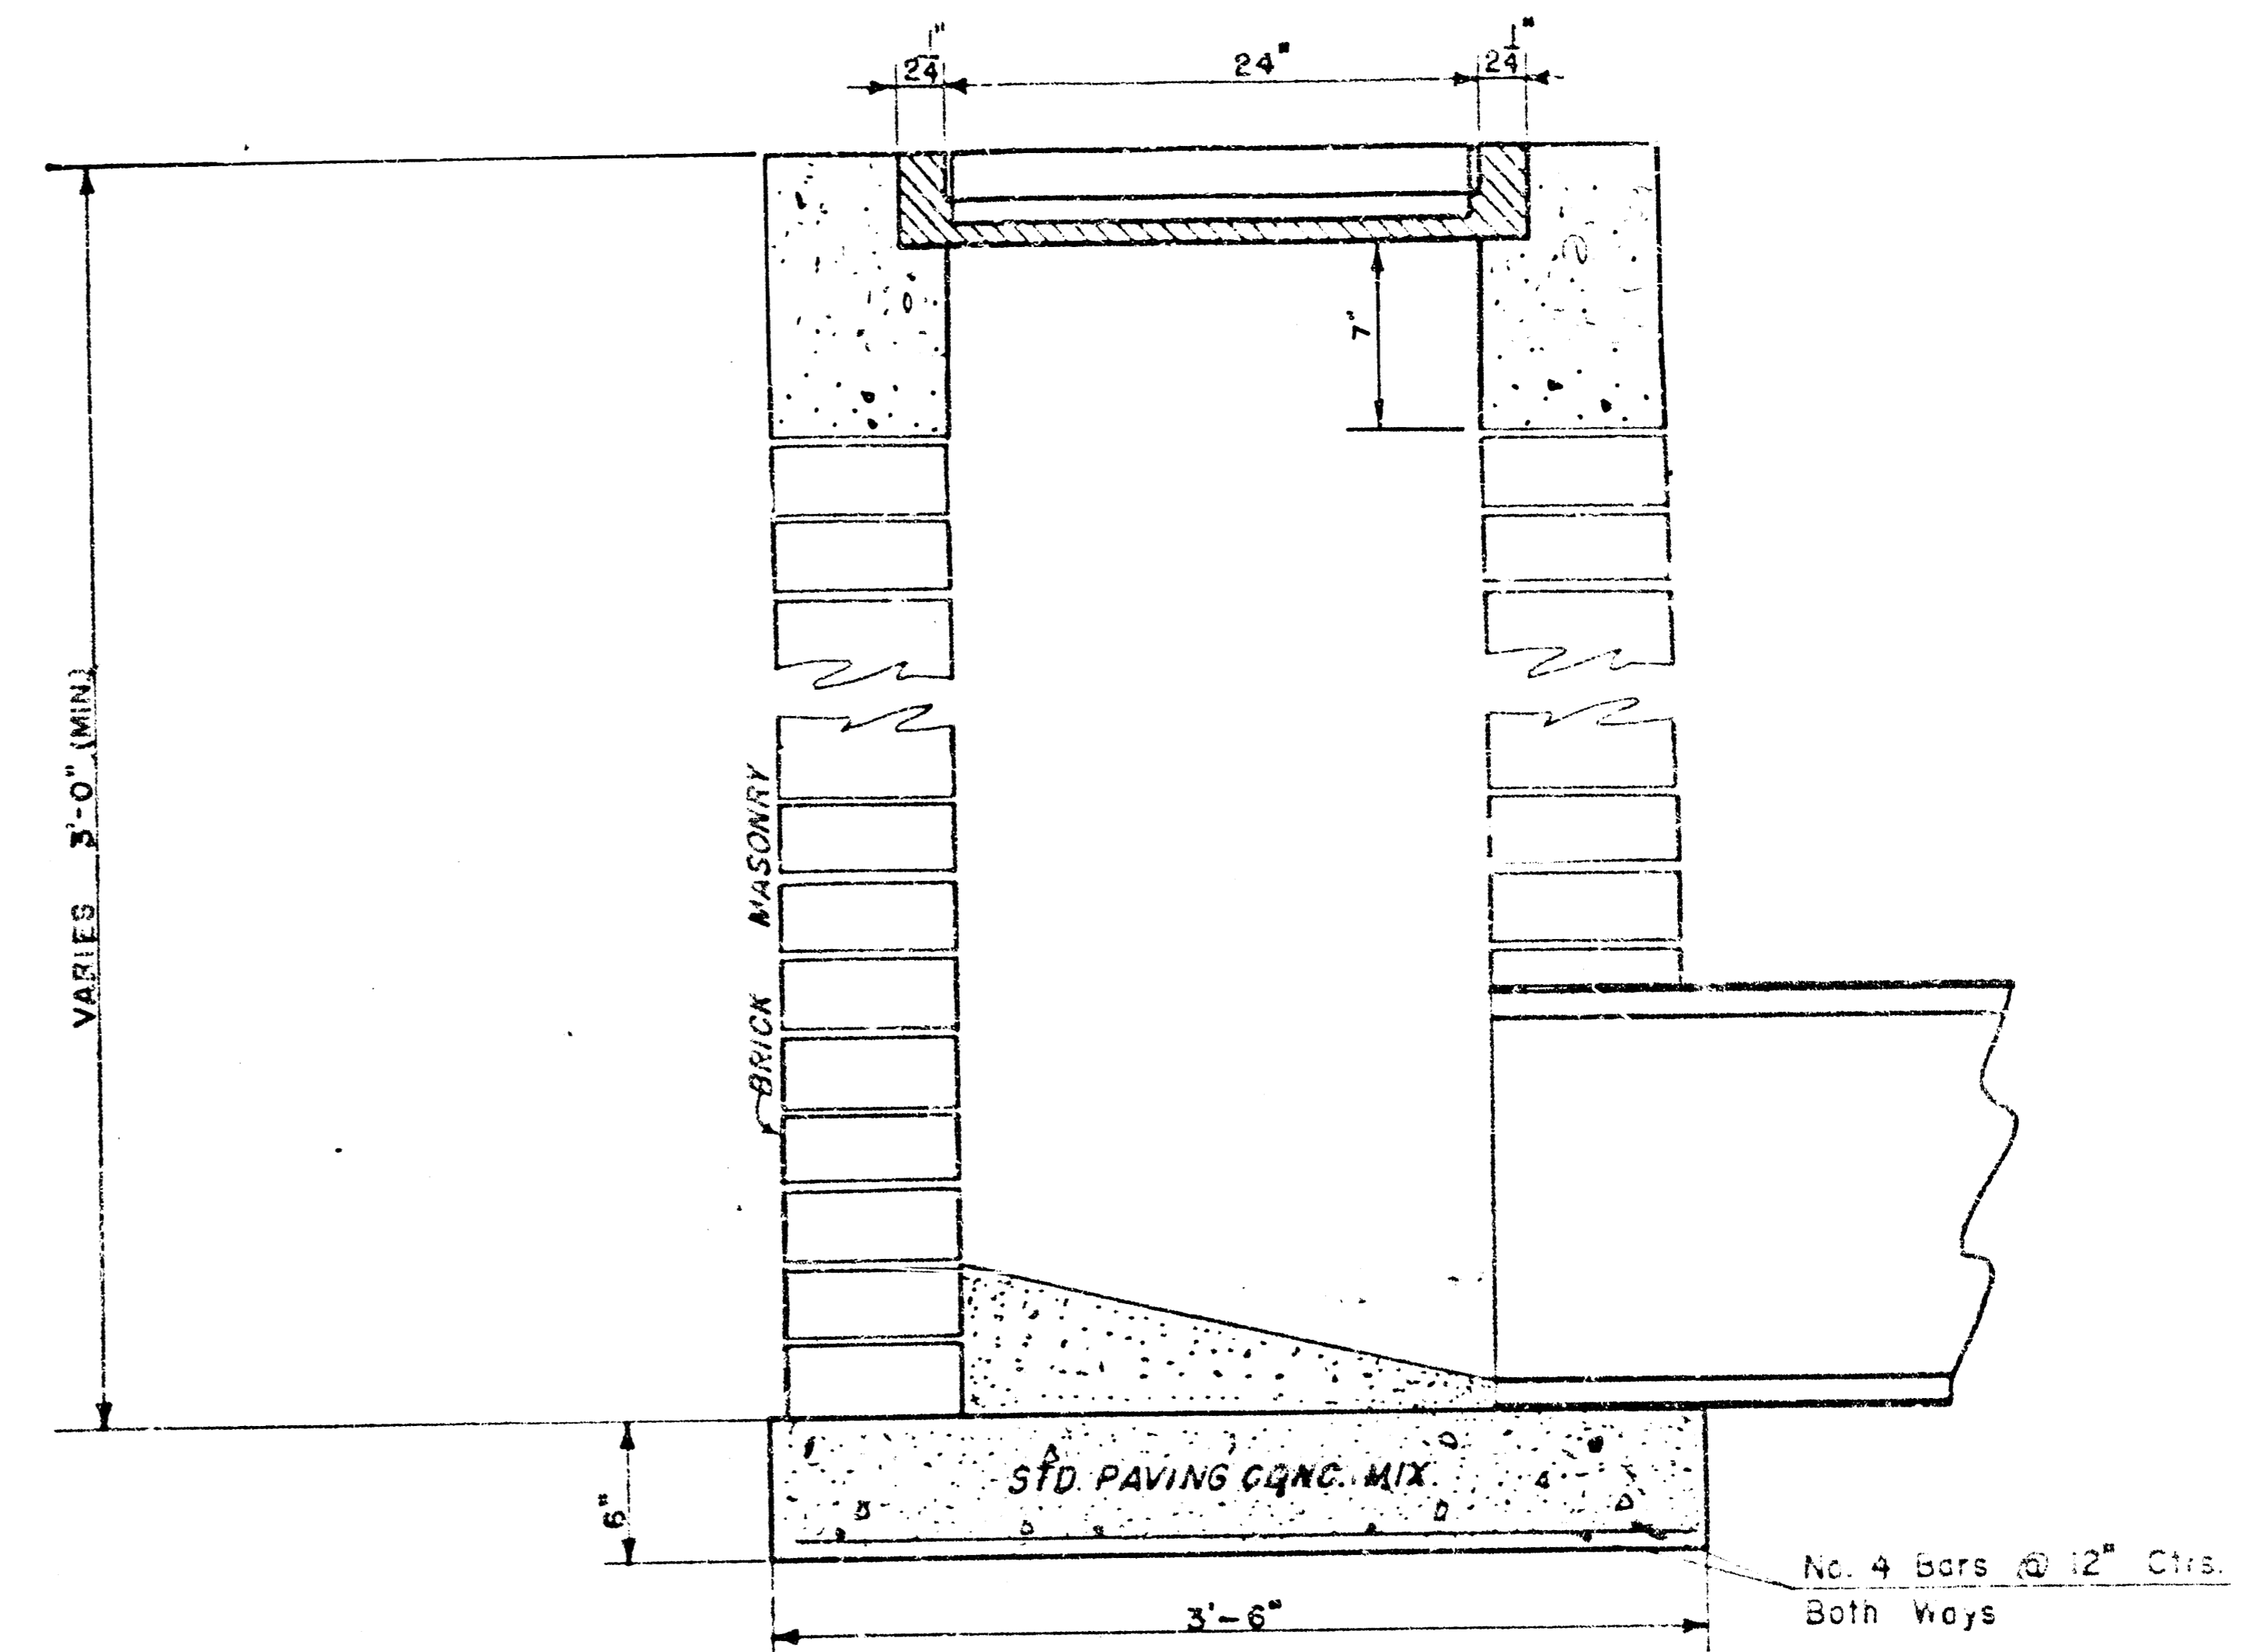 2 1/4"
24"
2 1/4"
7"
VARIES 3'-0" (MIN.)
BRICK MASONRY
STD. PAVING CONC. MIX.
6"
No. 4 Bars @ 12" Ctrs.
Both Ways
3'-6"